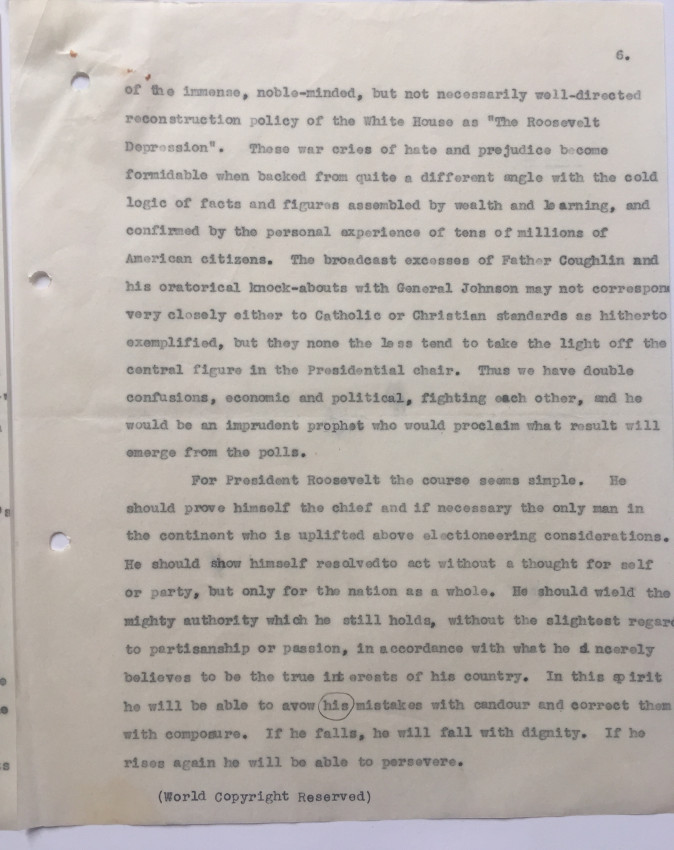 6.
of the immense, noble-minded, but not necessarily well-directed
reconstruction policy of the White House as "The Roosevelt
Depression".   These war cries of hate and prejudice become
formidable when backed from quite a different angle with the cold
logic of facts and figures assembled by wealth and learning, and
confirmed by the personal experience of tens of millions of
American citizens.  The broadcast excesses of Father Coughlin and
his oratorical knock-abouts with General Johnson may not correspon
very closely either to Catholic or Christian standards as hitherto
exemplified, but they none the less tend to take the light off the
central figure in the Presidential chair.  Thus we have double
confusions, economic and political, fighting each other, and he
would be an imprudent prophet who would proclaim what result will
emerge from the polls.
For President Roosevelt the course seems simple.   He
should prove himself the chief and if necessary the only man in
the continent who is uplifted above electioneering considerations.
He should show himself resolvedto act without a thought for self
or party, but only for the nation as a whole.  He should wield the
mighty authority which he still holds, without the slightest regar
to partisanship or passion, in accordance with what he sincerely
believes to be the true interests of his country.  In this spirit
he will be able to avow his mistakes with candour and correct them
with composure.  If he falls, he will fall with dignity.  If he
rises again he will be able to persevere.
(World Copyright Reserved)